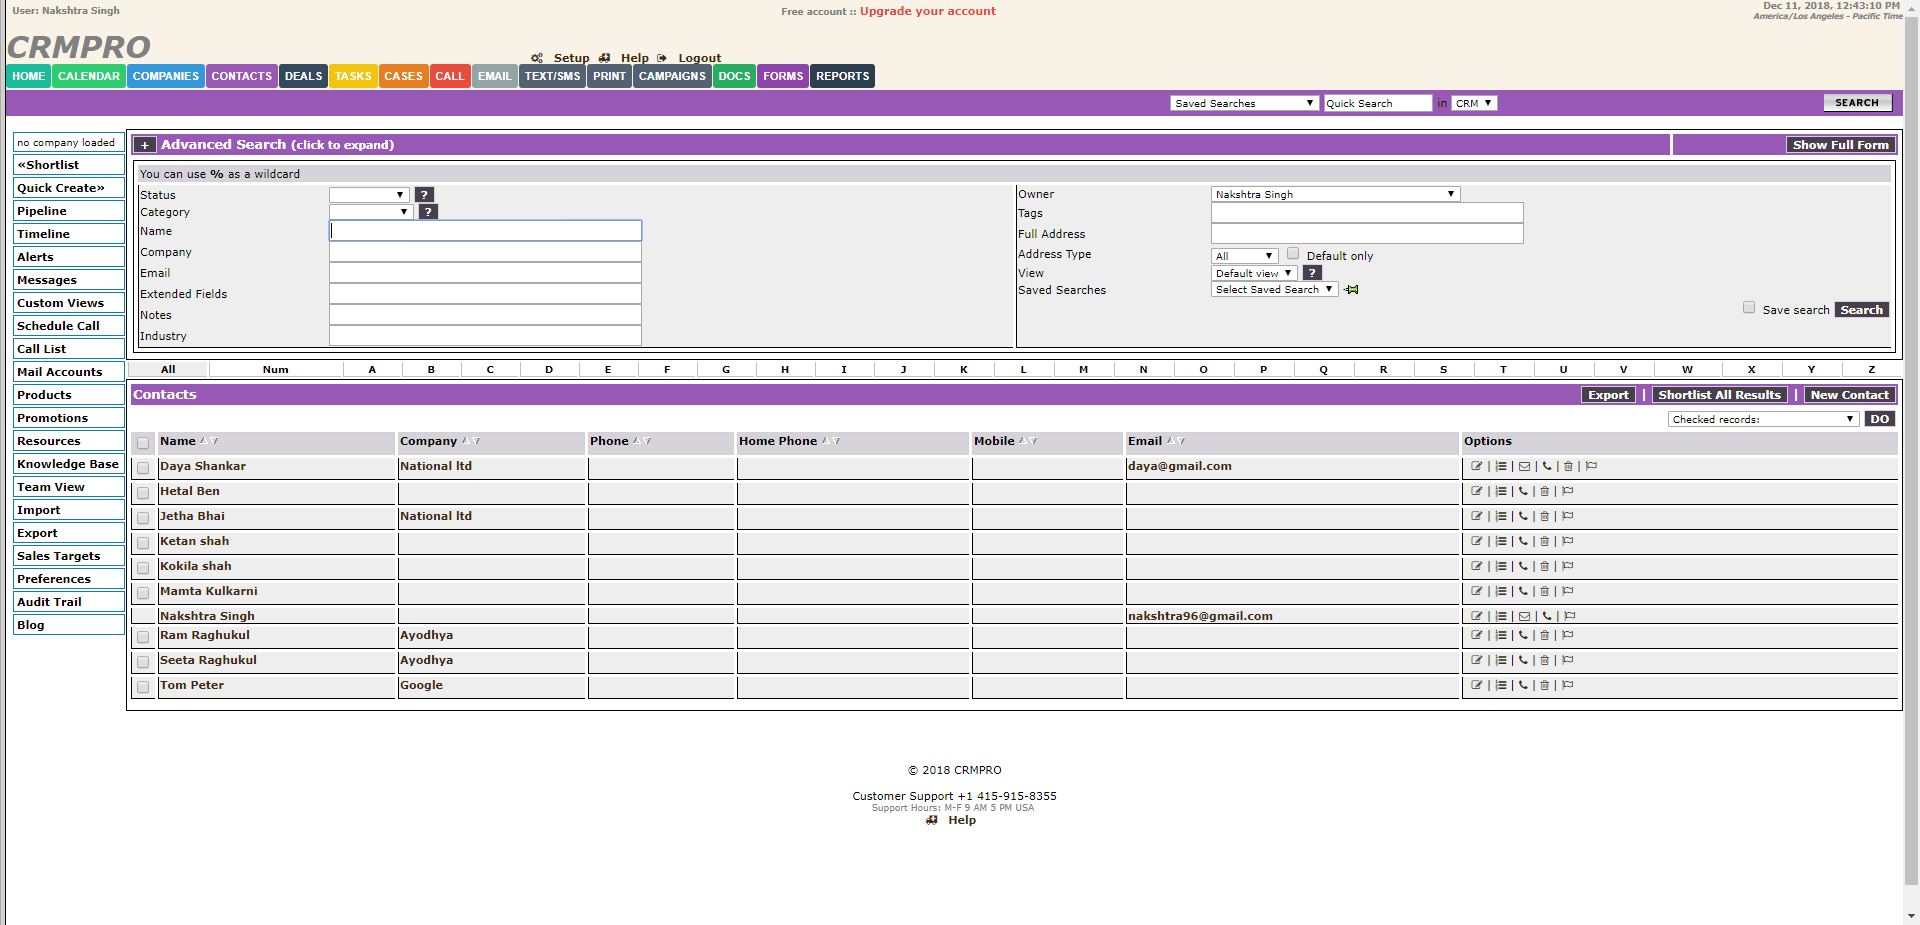 User: Nakshtra Singh
Free account :: Upgrade your account
Dec 11, 2018, 12:43:10 PM
America/Los Angeles - Pacific Time
CRMPRO
Setup Help Logout
HOME CALENDAR COMPANIES CONTACTS DEALS TASKS CASES CALL EMAIL TEXT/SMS PRINT CAMPAIGNS DOCS FORMS REPORTS
Saved Searches Quick Search in CRM SEARCH
no company loaded
«Shortlist
Quick Create»
Pipeline
Timeline
Alerts
Messages
Custom Views
Schedule Call
Call List
Mail Accounts
Products
Promotions
Resources
Knowledge Base
Team View
Import
Export
Sales Targets
Preferences
Audit Trail
Blog
+ Advanced Search (click to expand) Show Full Form
You can use % as a wildcard
Status ?
Category ?
Name
Company
Email
Extended Fields
Notes
Industry
Owner Nakshtra Singh
Tags
Full Address
Address Type All Default only
View Default view ?
Saved Searches Select Saved Search
Save search Search
All Num A B C D E F G H I J K L M N O P Q R S T U V W X Y Z
Contacts Export | Shortlist All Results | New Contact
Checked records: DO
Name Company Phone Home Phone Mobile Email Options
Daya Shankar National ltd daya@gmail.com | | | | |
Hetal Ben | | | |
Jetha Bhai National ltd | | | |
Ketan shah | | | |
Kokila shah | | | |
Mamta Kulkarni | | | |
Nakshtra Singh nakshtra96@gmail.com | | | |
Ram Raghukul Ayodhya | | | |
Seeta Raghukul Ayodhya | | | |
Tom Peter Google | | | |
© 2018 CRMPRO
Customer Support +1 415-915-8355
Support Hours: M-F 9 AM 5 PM USA
Help